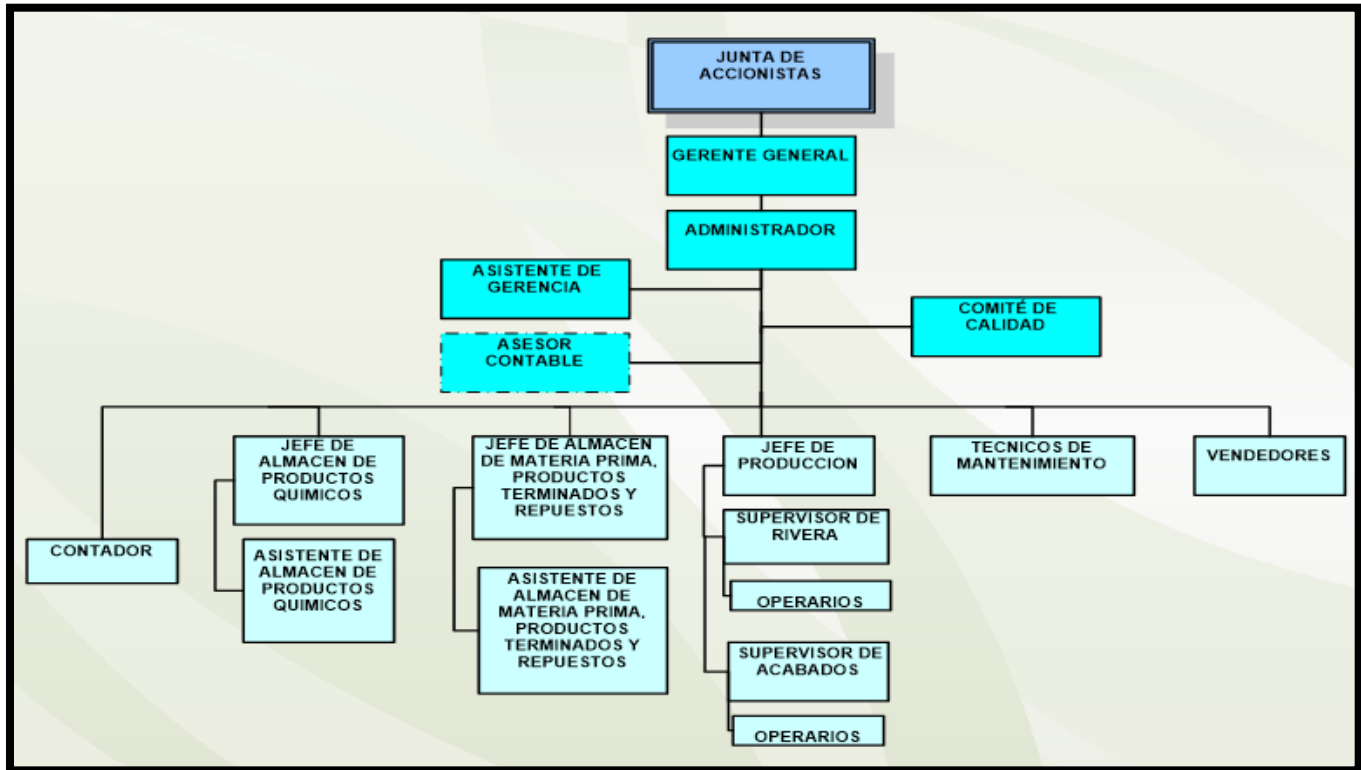 JUNTA DE
ACCIONISTAS
GERENTE GENERAL
ADMINISTRADOR
ASISTENTE DE
GERENCIA
COMITÉ DE
CALIDAD
ASESOR
CONTABLE
CONTADOR
JEFE DE
ALMACEN DE
PRODUCTOS
QUIMICOS
ASISTENTE DE
ALMACEN DE
PRODUCTOS
QUIMICOS
JEFE DE ALMACEN
DE MATERIA PRIMA,
PRODUCTOS
TERMINADOS Y
REPUESTOS
ASISTENTE DE
ALMACEN DE
MATERIA PRIMA,
PRODUCTOS
TERMINADOS Y
REPUESTOS
JEFE DE
PRODUCCION
SUPERVISOR DE
RIVERA
OPERARIOS
SUPERVISOR DE
ACABADOS
OPERARIOS
TECNICOS DE
MANTENIMIENTO
VENDEDORES